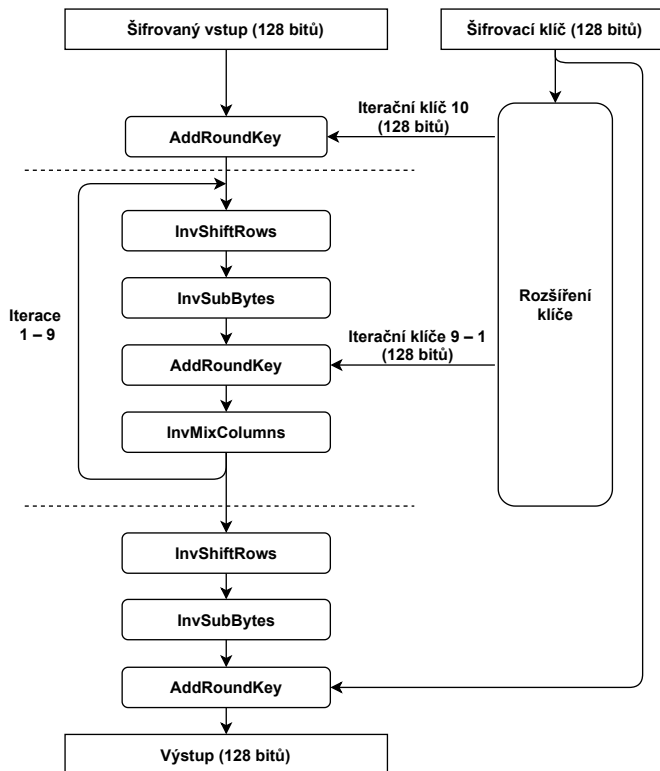 Šifrovaný vstup (128 bitů)
Šifrovací klíč (128 bitů)
Iterační klíč 10
(128 bitů)
AddRoundKey
InvShiftRows
InvSubBytes
Rozšíření
klíče
Iterace
1 – 9
Iterační klíče 9 – 1
(128 bitů)
AddRoundKey
InvMixColumns
InvShiftRows
InvSubBytes
AddRoundKey
Výstup (128 bitů)